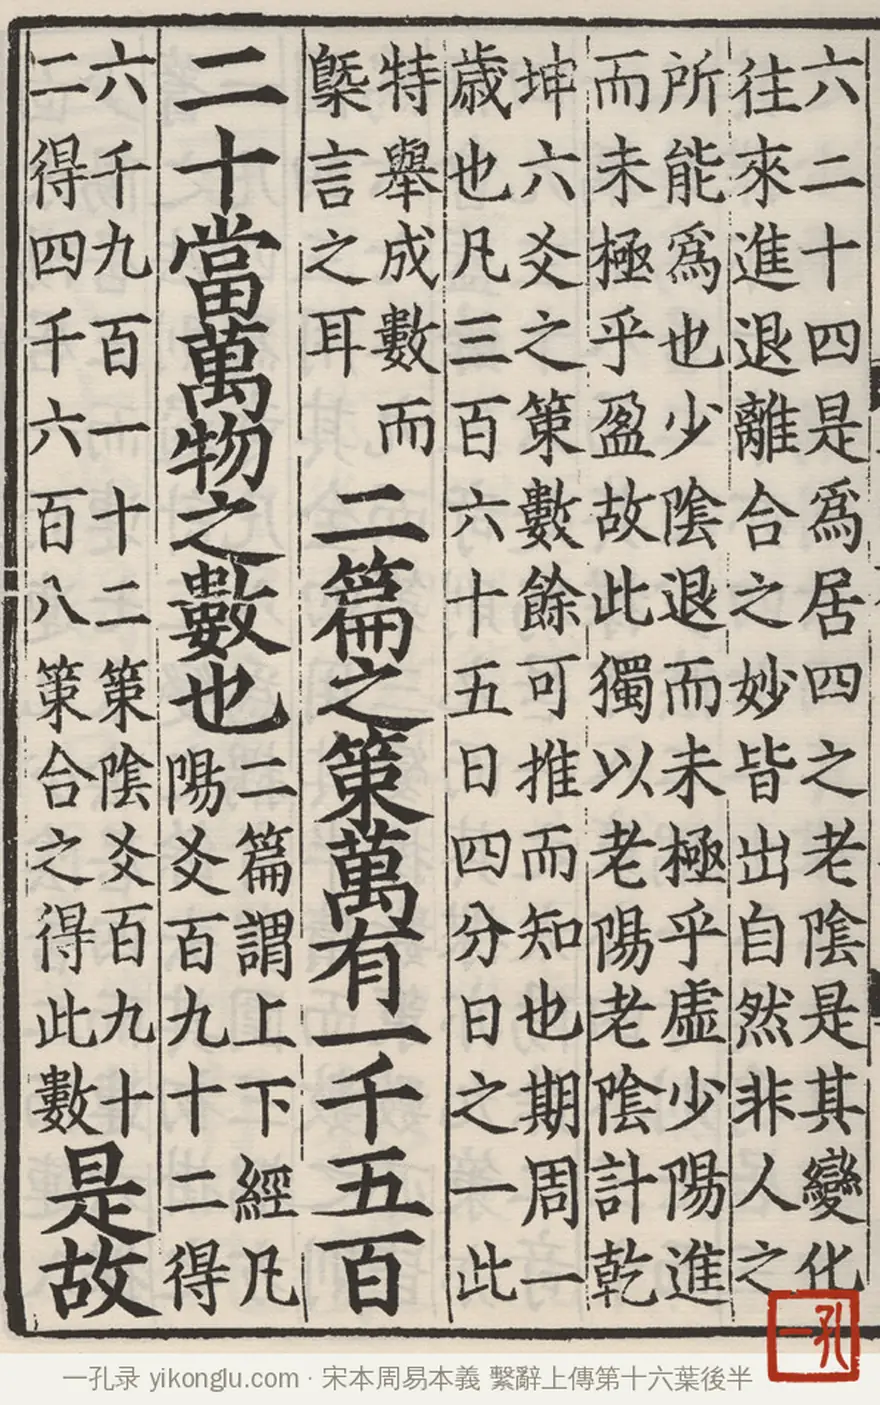 六二十四是爲居四之老陰是其變化
往來進退離合之妙皆出自然非人之
所能爲也少陰退而未極乎虛少陽進
而未極乎盈故此獨以老陽老陰計乾
坤六爻之策數餘可推而知也期周一
歲也凡三百六十五日四分日之一此
特舉成數而
槩言之耳
二篇之策萬有一千五百
二十當萬物之數也
二篇謂上下經凡
陽爻百九十二得
六千九百一十二策陰爻百九十
二得四千六百八策合之得此數
是故
一孔
一孔录 yikonglu.com · 宋本周易本義 繫辭上傳第十六葉後半